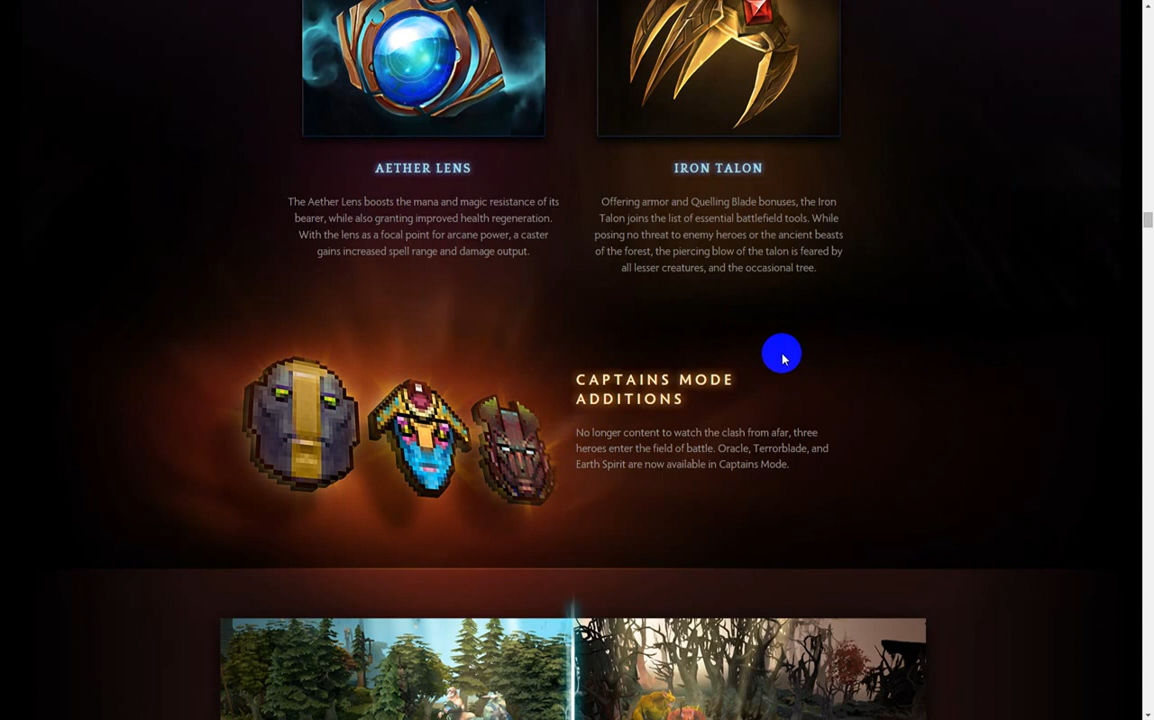 AETHER LENS
The Aether Lens boosts the mana and magic resistance of its
bearer, while also granting improved health regeneration.
With the lens as a focal point for arcane power, a caster
gains increased spell range and damage output.
IRON TALON
Offering armor and Quelling Blade bonuses, the Iron
Talon joins the list of essential battlefield tools. While
posing no threat to enemy heroes or the ancient beasts
of the forest, the piercing blow of the talon is feared by
all lesser creatures, and the occasional tree.
CAPTAINS MODE
ADDITIONS
No longer content to watch the clash from afar, three
heroes enter the field of battle. Oracle, Terrorblade, and
Earth Spirit are now available in Captains Mode.